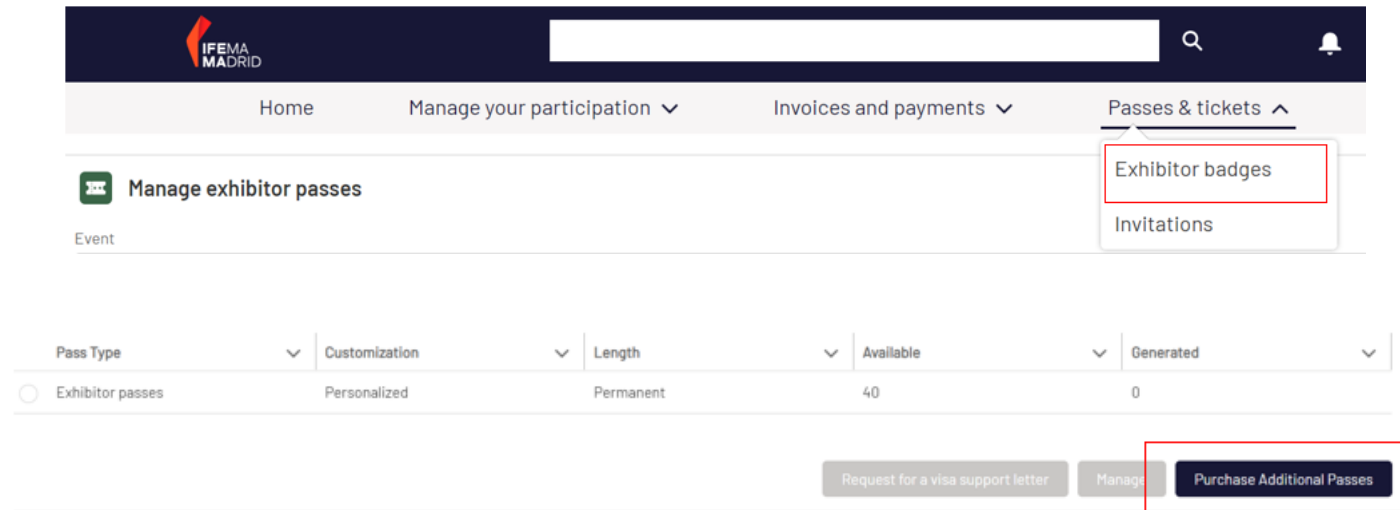 IFEMA
MADRID
Home Manage your participation Invoices and payments Passes & tickets
Exhibitor badges
Invitations
Manage exhibitor passes
Event
Pass Type Customization Length Available Generated
Exhibitor passes Personalized Permanent 40 0
Request for a visa support letter Manage Purchase Additional Passes